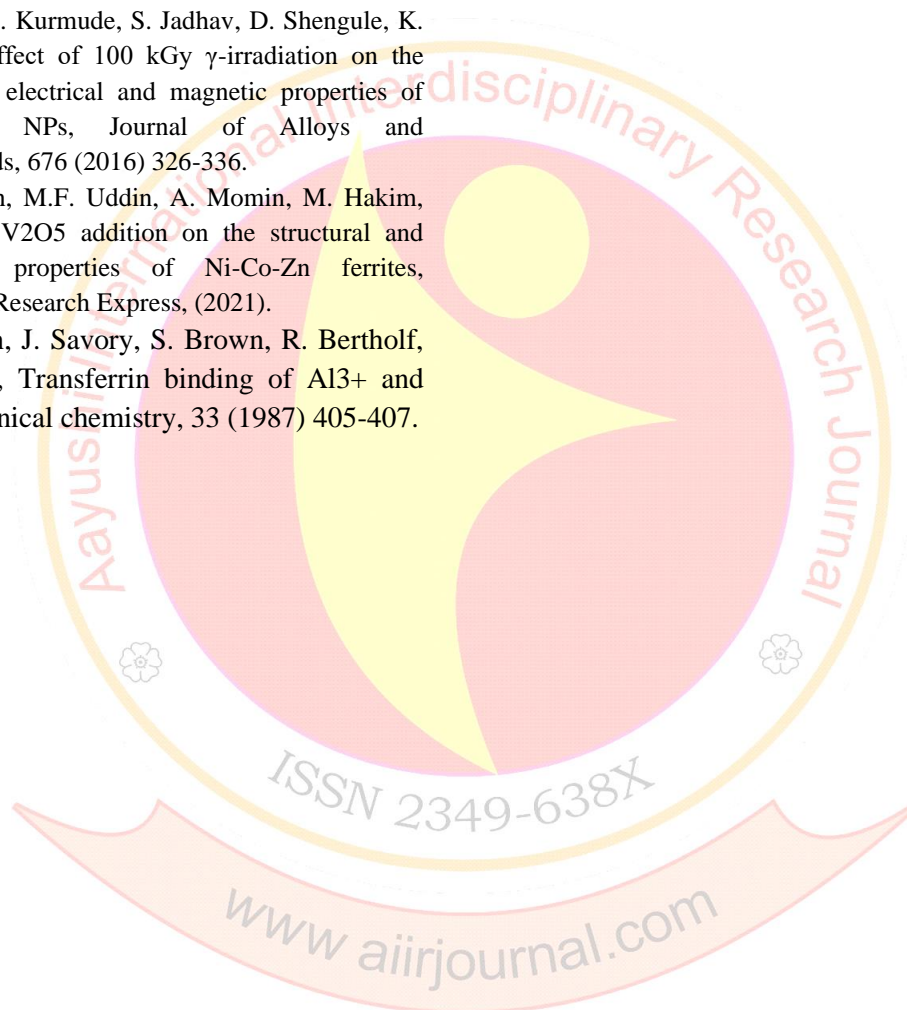 . Kurmude, S. Jadhav, D. Shengule, K.
ffect of 100 kGy γ-irradiation on the
electrical and magnetic properties of
NPs, Journal of Alloys and
ds, 676 (2016) 326-336.
n, M.F. Uddin, A. Momin, M. Hakim,
V2O5 addition on the structural and
properties of Ni-Co-Zn ferrites,
Research Express, (2021).
n, J. Savory, S. Brown, R. Bertholf,
, Transferrin binding of Al3+ and
nical chemistry, 33 (1987) 405-407.
Aayushi International Interdisciplinary Research Journal
ISSN 2349-638X
www aiirjournal.com